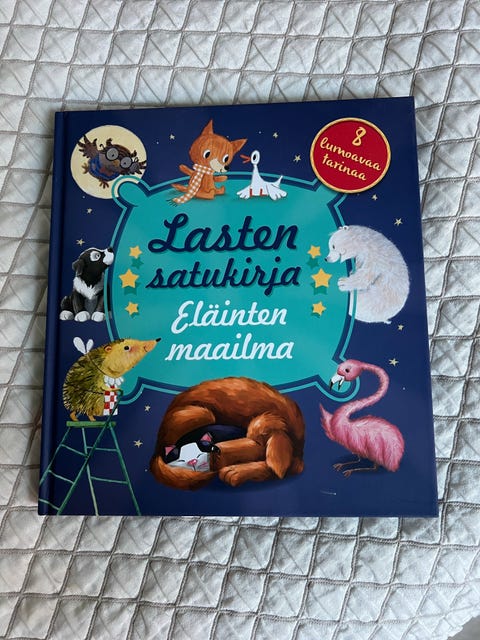 8
lumoavaa
tarinaa
Lasten
satukirja
Eläinten
maailma